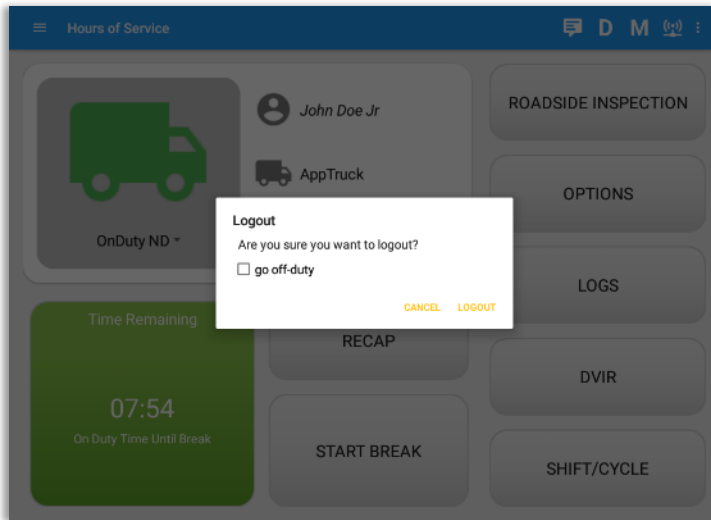 Hours of Service
D M
John Doe Jr
AppTruck
OnDuty ND
ROADSIDE INSPECTION
OPTIONS
LOGS
DVIR
SHIFT/CYCLE
Logout
Are you sure you want to logout?
go off-duty
CANCEL LOGOUT
Time Remaining
07:54
On Duty Time Until Break
RECAP
START BREAK